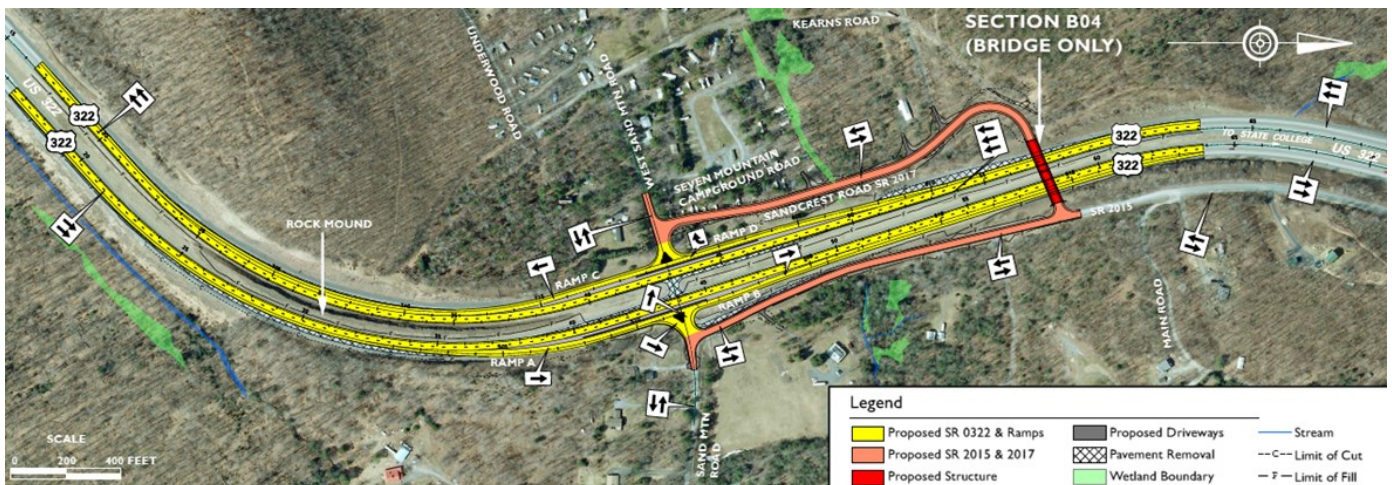 KEARNS ROAD
SECTION B04
(BRIDGE ONLY)
UNDERWOOD ROAD
WEST SAND MTN ROAD
US 322
322
322
SEVEN MOUNTAIN
CAMPGROUND ROAD
SANDCREST ROAD SR 2017
322
322
TO STATE COLLEGE
US 322
SR 2015
ROCK MOUND
RAMP C
RAMP D
RAMP B
RAMP A
MAIN ROAD
SAND MTN
ROAD
SCALE
0 200 400 FEET
Legend
Proposed SR 0322 & Ramps
Proposed SR 2015 & 2017
Proposed Structure
Proposed Driveways
Pavement Removal
Wetland Boundary
Stream
C Limit of Cut
F Limit of Fill